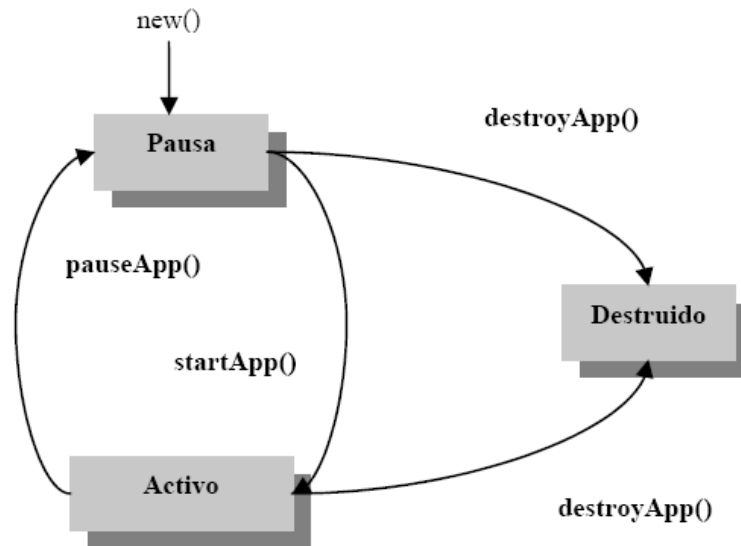 new()
destroyApp()
Pausa
pauseApp()
Destruido
startApp()
Activo
destroyApp()